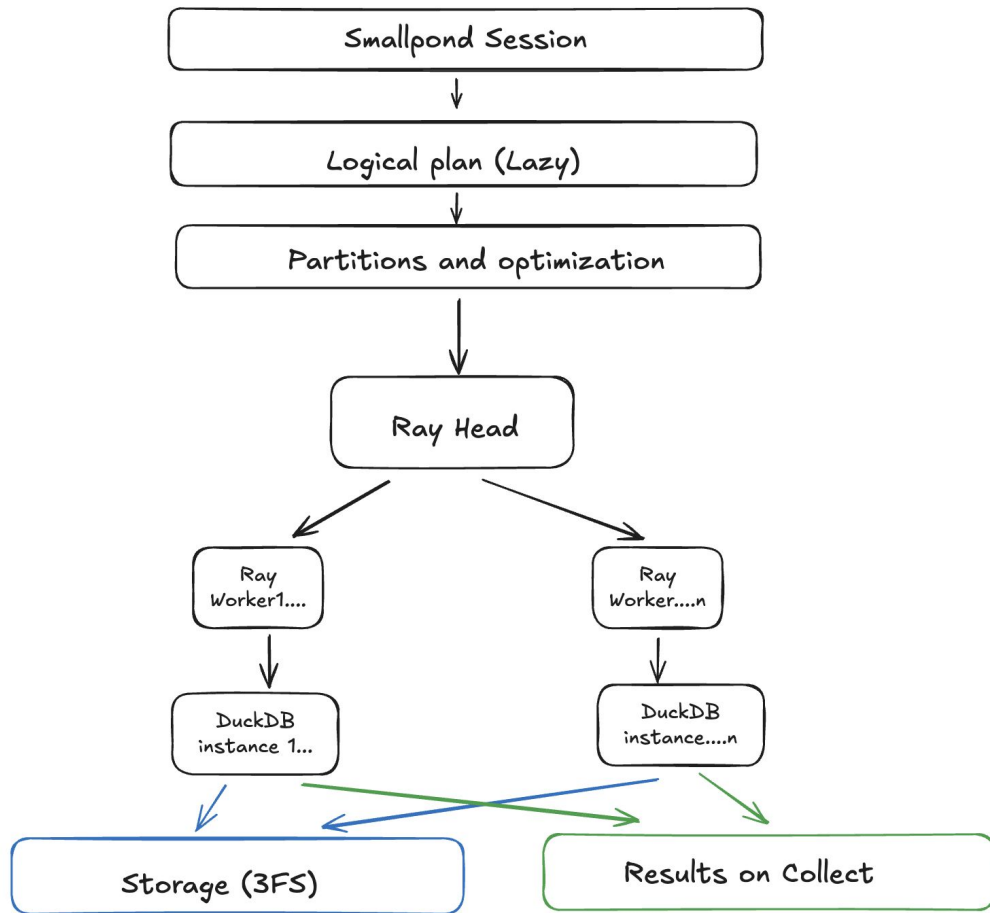 Smallpond Session
Logical plan (Lazy)
Partitions and optimization
Ray Head
Ray
Worker1....
Ray
Worker....n
DuckDB
instance 1...
DuckDB
instance....n
Storage (3FS)
Results on Collect